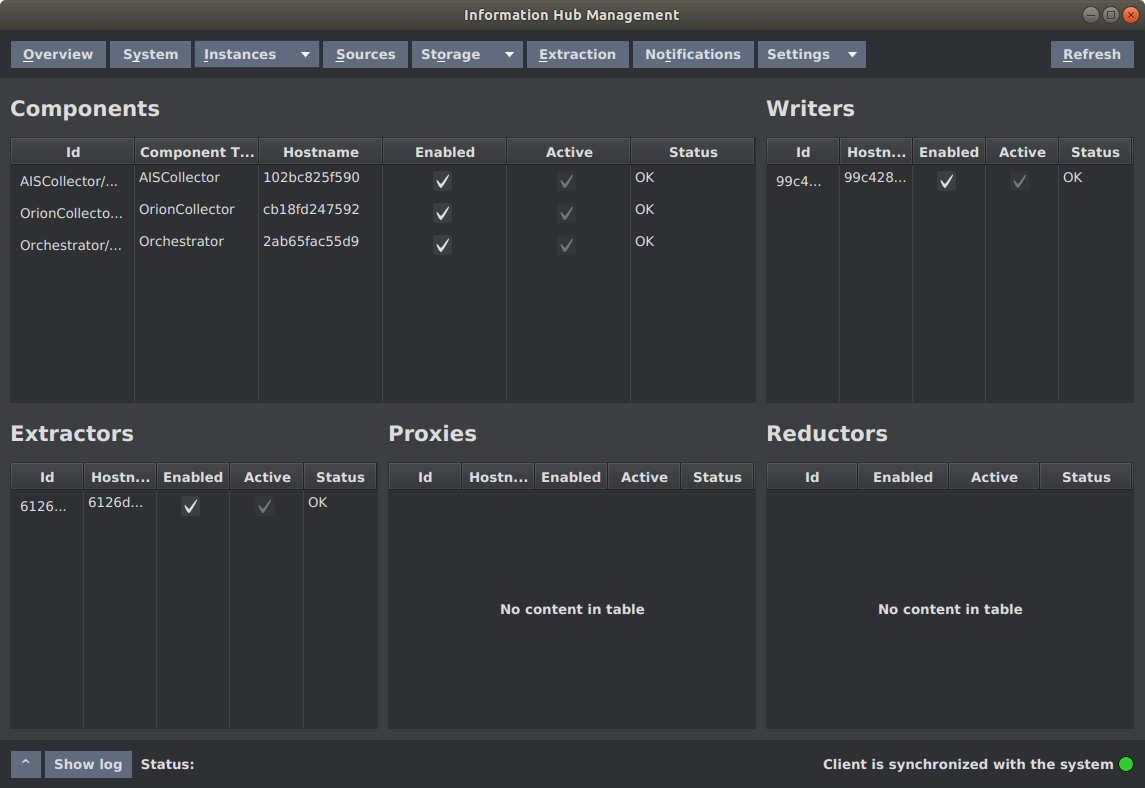 Information Hub Management
Overview System Instances Sources Storage Extraction Notifications Settings Refresh
Components
Id Component T... Hostname Enabled Active Status
AISCollector/... AISCollector 102bc825f590 OK
OrionCollecto... OrionCollector cb18fd247592 OK
Orchestrator/... Orchestrator 2ab65fac55d9 OK
Writers
Id Hostn... Enabled Active Status
99c4... 99c428... OK
Extractors
Id Hostn... Enabled Active Status
6126... 6126d... OK
Proxies
Id Hostn... Enabled Active Status
No content in table
Reductors
Id Enabled Active Status
No content in table
^ Show log Status: Client is synchronized with the system